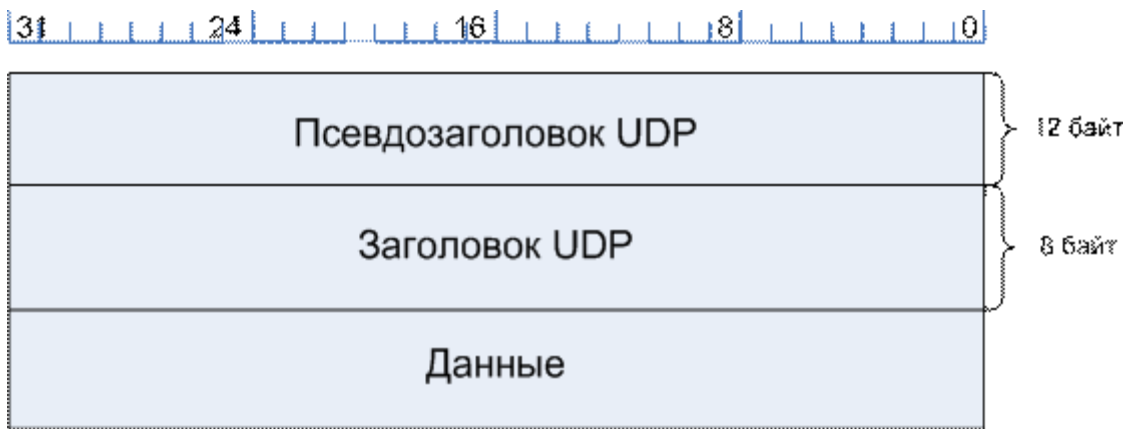 31 24 16 8 0
Псевдозаголовок UDP
12 байт
Заголовок UDP
8 байт
Данные